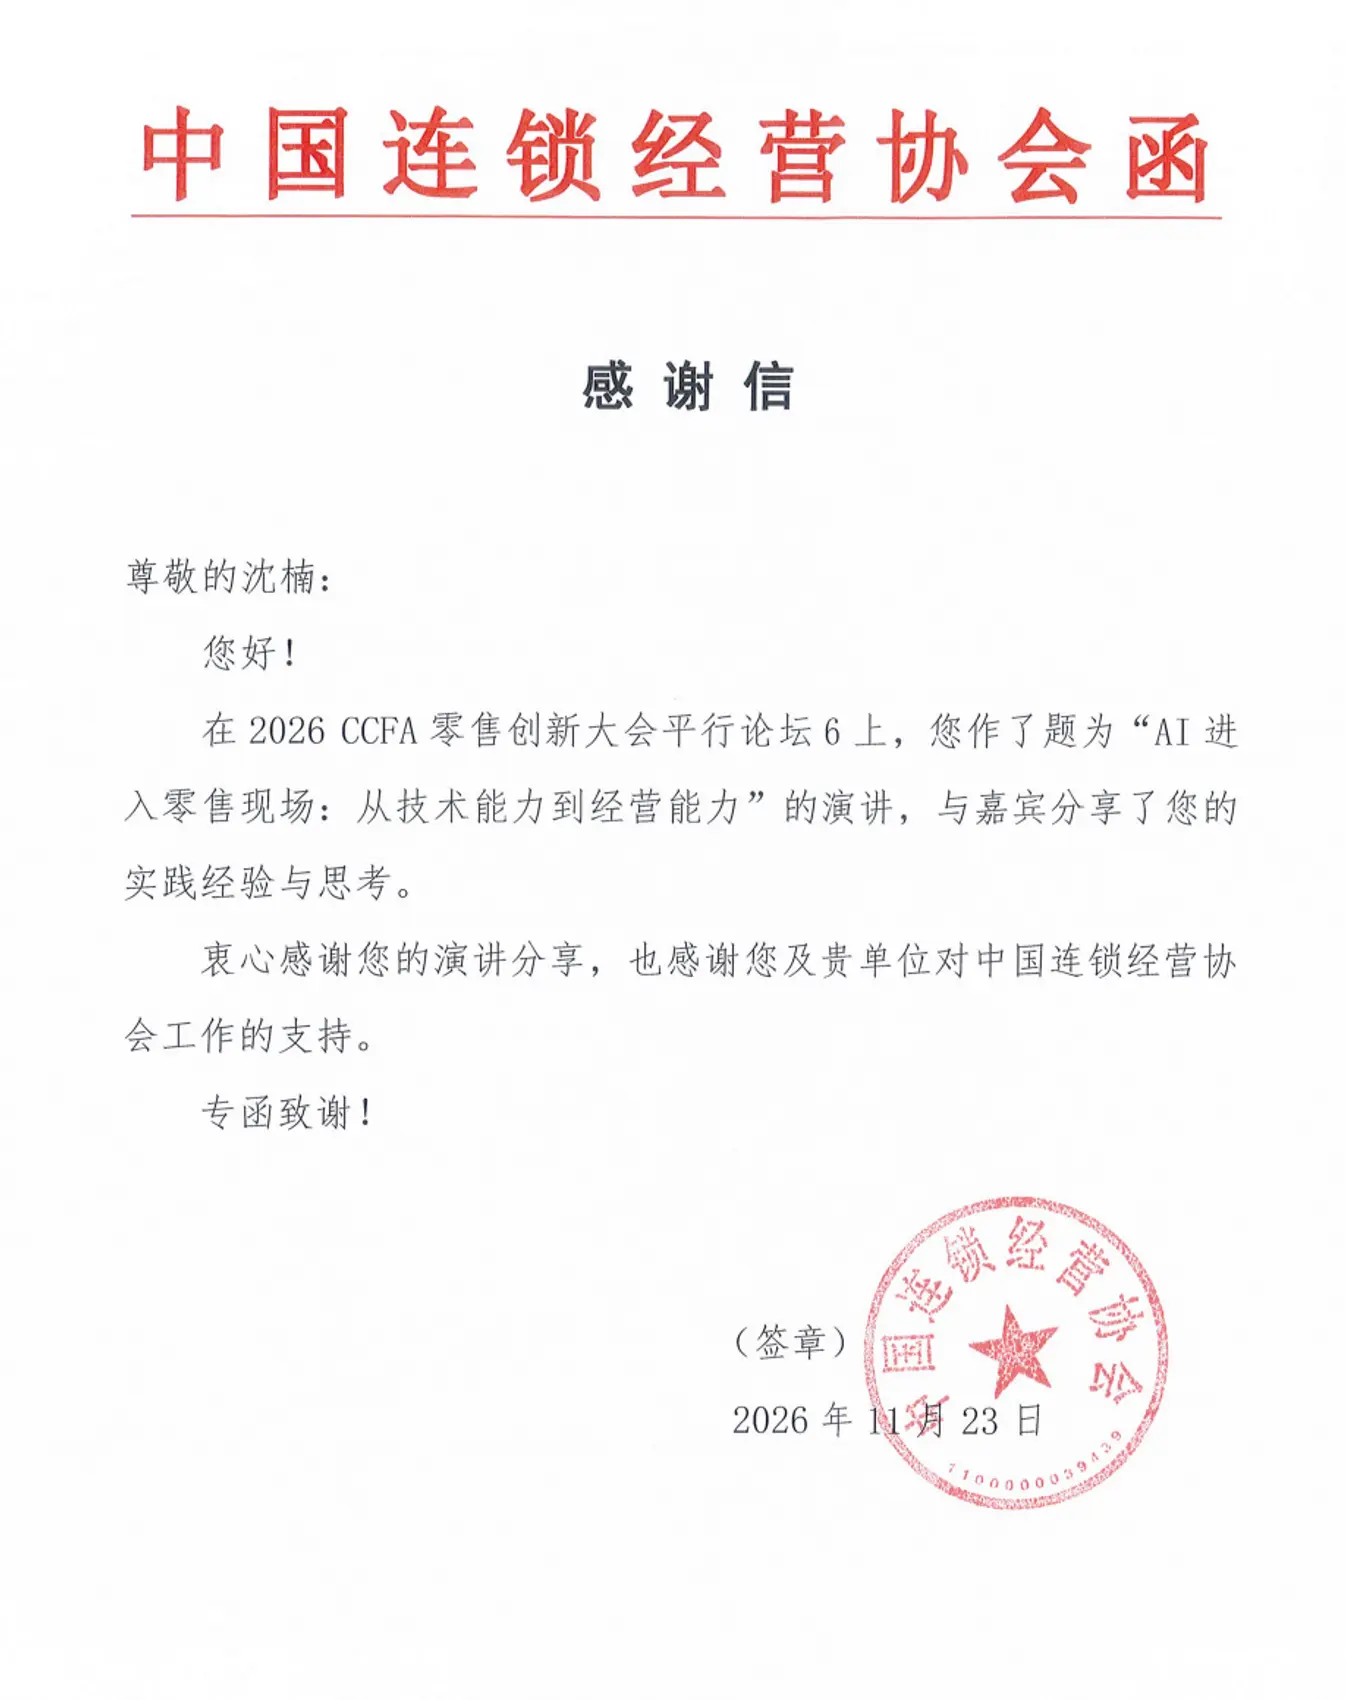 中国连锁经营协会函
感谢信
尊敬的沈楠：
您好！
在 2026 CCFA 零售创新大会平行论坛 6 上，您作了题为“AI 进
入零售现场：从技术能力到经营能力”的演讲，与嘉宾分享了您的
实践经验与思考。
衷心感谢您的演讲分享，也感谢您及贵单位对中国连锁经营协
会工作的支持。
专函致谢！
（签章）
2026 年 11 月 23 日
中国连锁经营协会
7100000039439